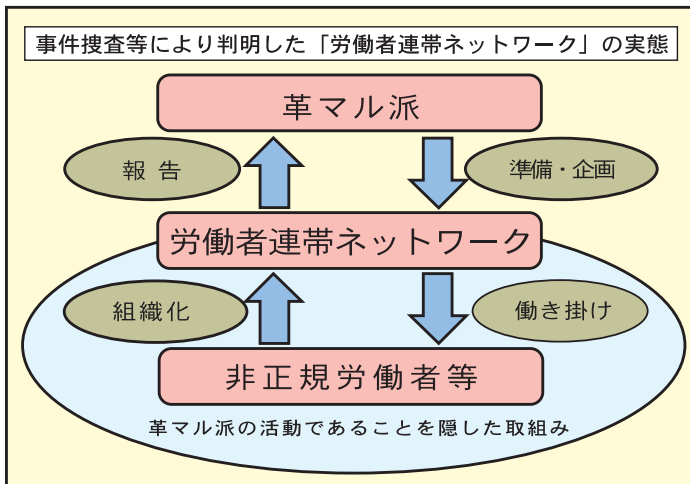 事件捜査等により判明した「労働者連帯ネットワーク」の実態
革マル派
報告
準備・企画
労働者連帯ネットワーク
組織化
働き掛け
非正規労働者等
革マル派の活動であることを隠した取組み